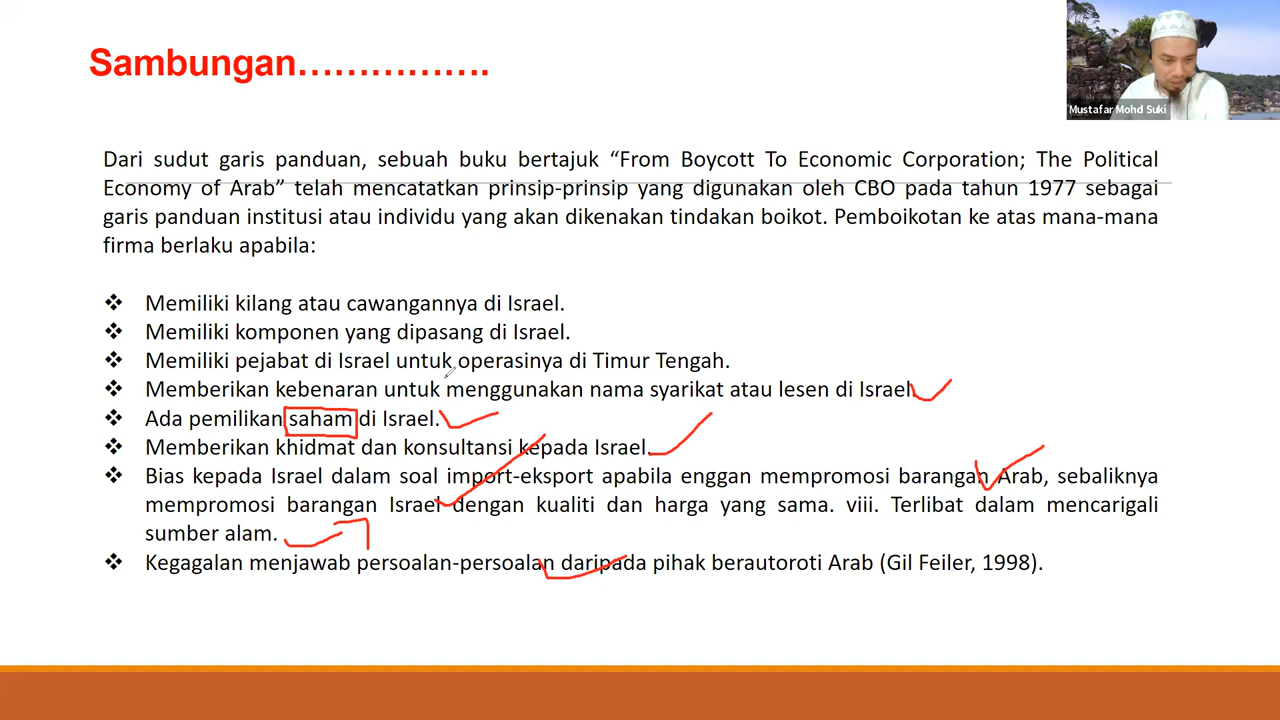 Sambungan…………….
Mustafar Mohd Suki
Dari sudut garis panduan, sebuah buku bertajuk “From Boycott To Economic Corporation; The Political
Economy of Arab” telah mencatatkan prinsip-prinsip yang digunakan oleh CBO pada tahun 1977 sebagai
garis panduan institusi atau individu yang akan dikenakan tindakan boikot. Pemboikotan ke atas mana-mana
firma berlaku apabila:
❖ Memiliki kilang atau cawangannya di Israel.
❖ Memiliki komponen yang dipasang di Israel.
❖ Memiliki pejabat di Israel untuk operasinya di Timur Tengah.
❖ Memberikan kebenaran untuk menggunakan nama syarikat atau lesen di Israel.
❖ Ada pemilikan saham di Israel.
❖ Memberikan khidmat dan konsultansi kepada Israel.
❖ Bias kepada Israel dalam soal import-eksport apabila enggan mempromosi barangan Arab, sebaliknya
mempromosi barangan Israel dengan kualiti dan harga yang sama. viii. Terlibat dalam mencarigali
sumber alam.
❖ Kegagalan menjawab persoalan-persoalan daripada pihak berautoroti Arab (Gil Feiler, 1998).